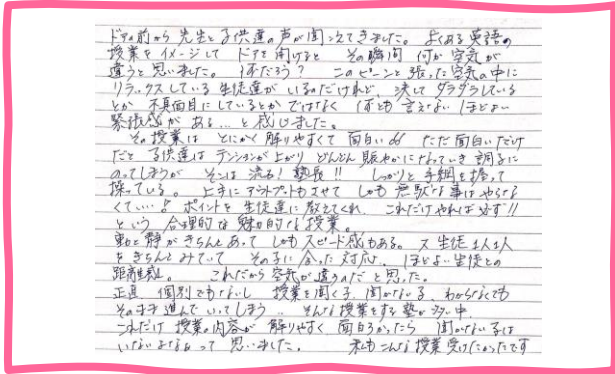 ドアの前から先生と子供達の声が聞こえてきました。よくある英語の
授業をイメージしてドアを開けると その瞬間 何か空気が
違うと思いました。何だろう? このピーンと張った空気の中に
リラックスしている生徒達がいるのだけれど、決してダラダラしている
とか 不真面目にしているとかではなく 何とも言えない ほどよい
緊張感がある…と感じました。
その授業は とにかく解りやすくて面白い ただ面白いだけ
だと 子供達はテンションが上がり どんどん賑やかになっていき調子に
のってしまうが そこは流石!塾長!! しっかりと手綱を握って
操っている。上手にアウトプットもさせて しかも無駄な事はやらな
くていい! ポイントを生徒達に教えてくれ これだけやれば必ず!!
という 合理的な魅力的な授業。
動と静がきちんとあって しかもスピード感もある。又 生徒1人1人
をきちんとみていて その子に合った対応、ほどよい生徒との
距離感。 これだから空気が違うのだと思った。
正直 個別でもないし 授業を聞く子、聞かない子、わからなくても
そのまま進んでいってしまう… そんな授業をする塾が多い中
これだけ授業の内容が 解りやすく 面白かったら 聞かない子は
いないよなぁって思いました。 私もこんな授業受けたかったです